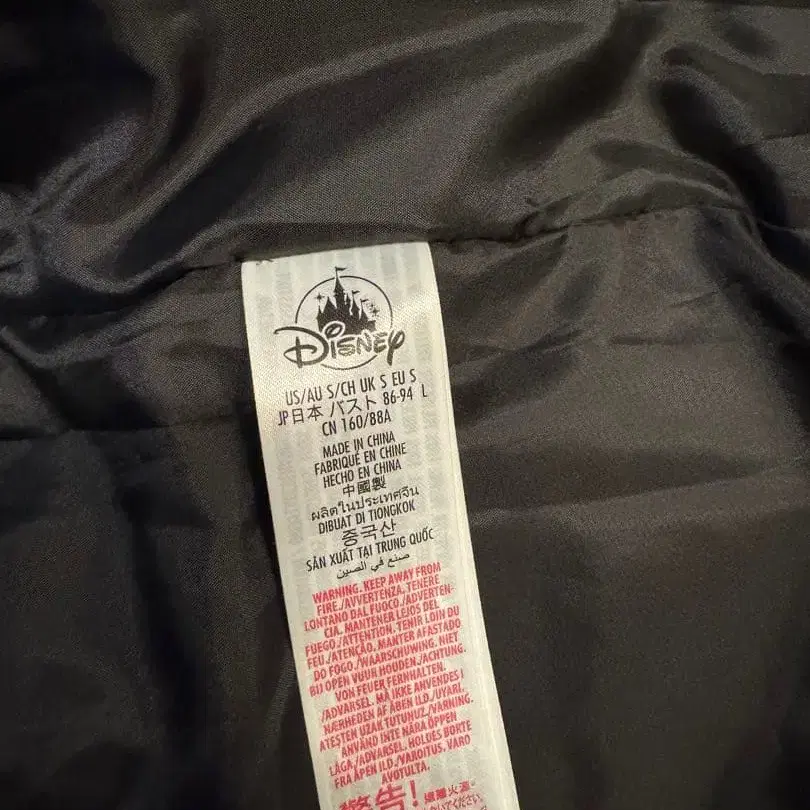 DISNEY
US/AU S/CH UK S EU S
JP日本 バスト 86-94 L
CN 160/88A
MADE IN CHINA
FABRIQUÉ EN CHINE
HECHO EN CHINA
中國製
ผลิตในประเทศจีน
DIBUAT DI TIONGKOK
중국산
SẢN XUẤT TẠI TRUNG QUỐC
صنع في الصين
WARNING. KEEP AWAY FROM
FIRE./AVVERTENZA. TENERE
LONTANO DAL FUOCO./ADVERTEN-
CIA. MANTENER LEJOS DEL
FUEGO./ATTENTION. TENIR LOIN DU
FEU./ATENÇÃO. MANTER AFASTADO
DO FOGO./WAARSCHUWING. NIET
BIJ OPEN VUUR HOUDEN./ACHTUNG.
VON FEUER FERNHALTEN.
/ADVARSEL. MÅ IKKE ANVENDES I
NÆRHEDEN AF ÅBEN ILD./UYARI.
ATEŞTEN UZAK TUTUNUZ./VARNING.
ANVÄND INTE NÄRA ÖPPEN
LÅGA./ADVARSEL. HOLDES BORTE
FRA ÅPEN ILD./VAROITUS. VARO
AVOTULTA.
警告! 遠離火源